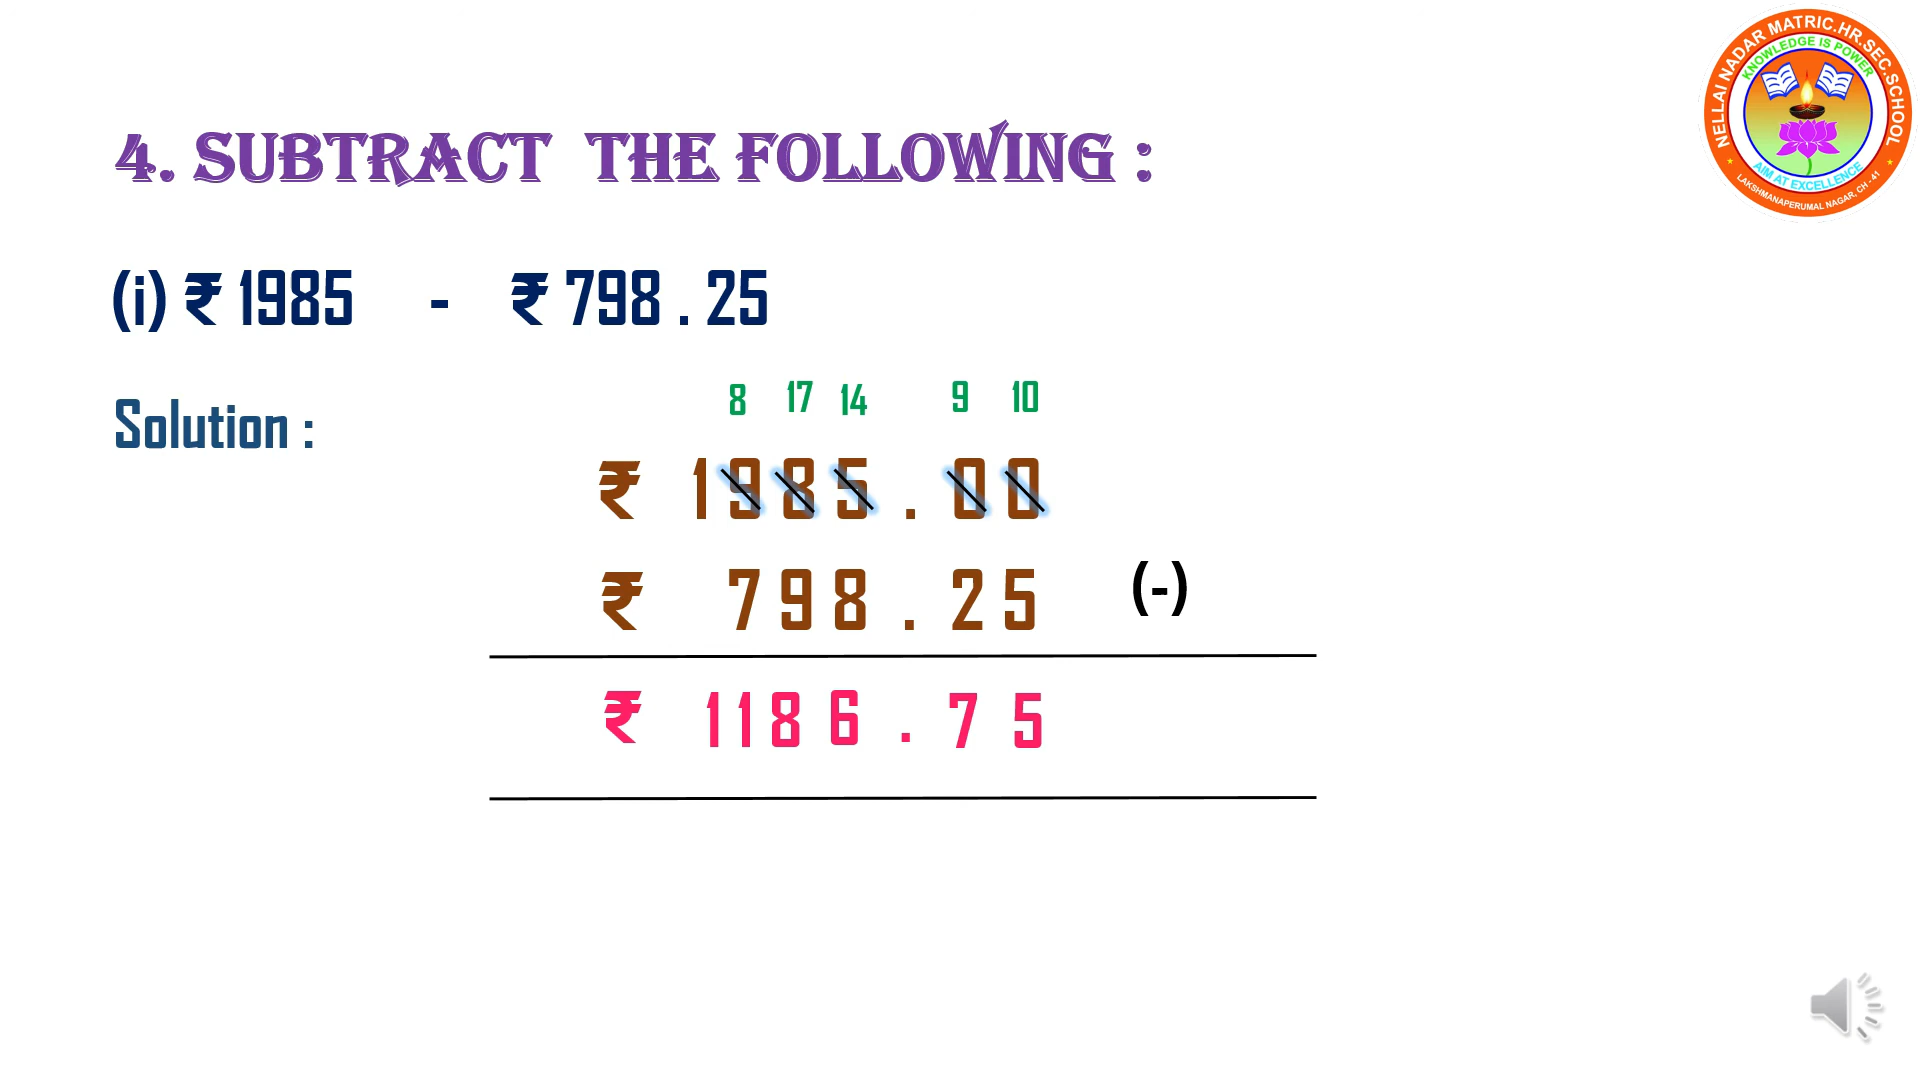 NELLAI NADAR MATRIC.HR.SEC.SCHOOL
KNOWLEDGE IS POWER
AIM AT EXCELLENCE
LAKSHMANAPERUMAL NAGAR, CH - 41
4. SUBTRACT THE FOLLOWING :
(i) ₹ 1985 - ₹ 798 . 25
Solution :
8 17 14 9 10
₹ 1985 . 00
₹ 798 . 25 (-)
₹ 1186 . 75